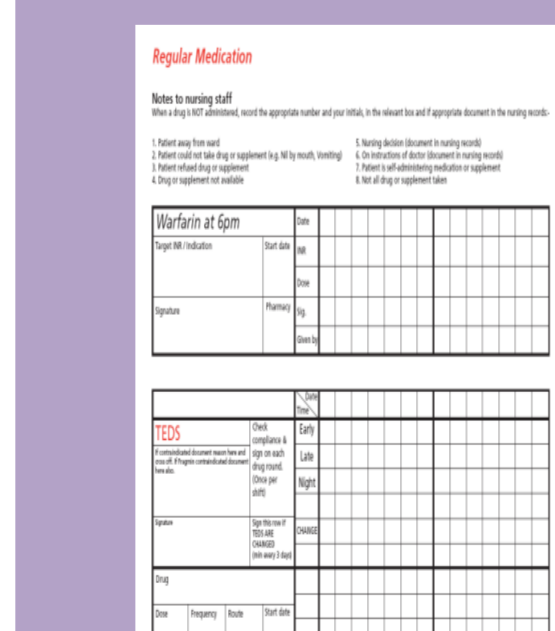 Regular Medication
Notes to nursing staff
When a drug is NOT administered, record the appropriate number and your initials, in the relevant box and if appropriate document in the nursing records:-
1. Patient away from ward
2. Patient could not take drug or supplement (e.g. Nil by mouth, Vomiting)
3. Patient refused drug or supplement
4. Drug or supplement not available
5. Nursing decision (document in nursing records)
6. On instructions of doctor (document in nursing records)
7. Patient is self-administering medication or supplement
8. Not all drug or supplement taken
Warfarin at 6pm
Date
Target INR / Indication
Start date
INR
Dose
Signature
Pharmacy
Sig.
Given by
Date
Time
TEDS
If contraindicated document reason here and
cross off. If Fragmin contraindicated document
here also.
Check
compliance &
sign on each
drug round.
(Once per
shift)
Early
Late
Night
Signature
Sign this row if
TEDS ARE
CHANGED
(min every 3 days)
CHANGE
Drug
Dose
Frequency
Route
Start date